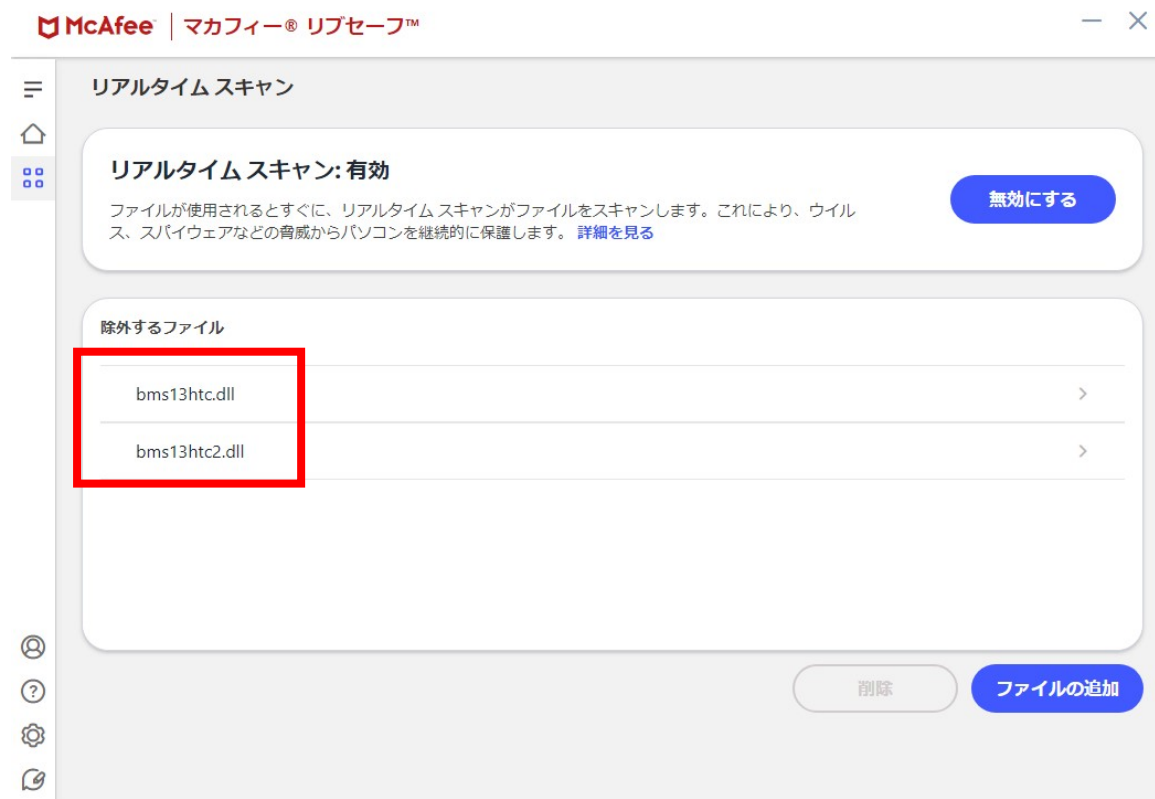 McAfee マカフィー® リブセーフ™
リアルタイム スキャン
リアルタイム スキャン: 有効
無効にする
ファイルが使用されるとすぐに、リアルタイム スキャンがファイルをスキャンします。これにより、ウイル
ス、スパイウェアなどの脅威からパソコンを継続的に保護します。 詳細を見る
除外するファイル
bms13htc.dll
bms13htc2.dll
削除
ファイルの追加